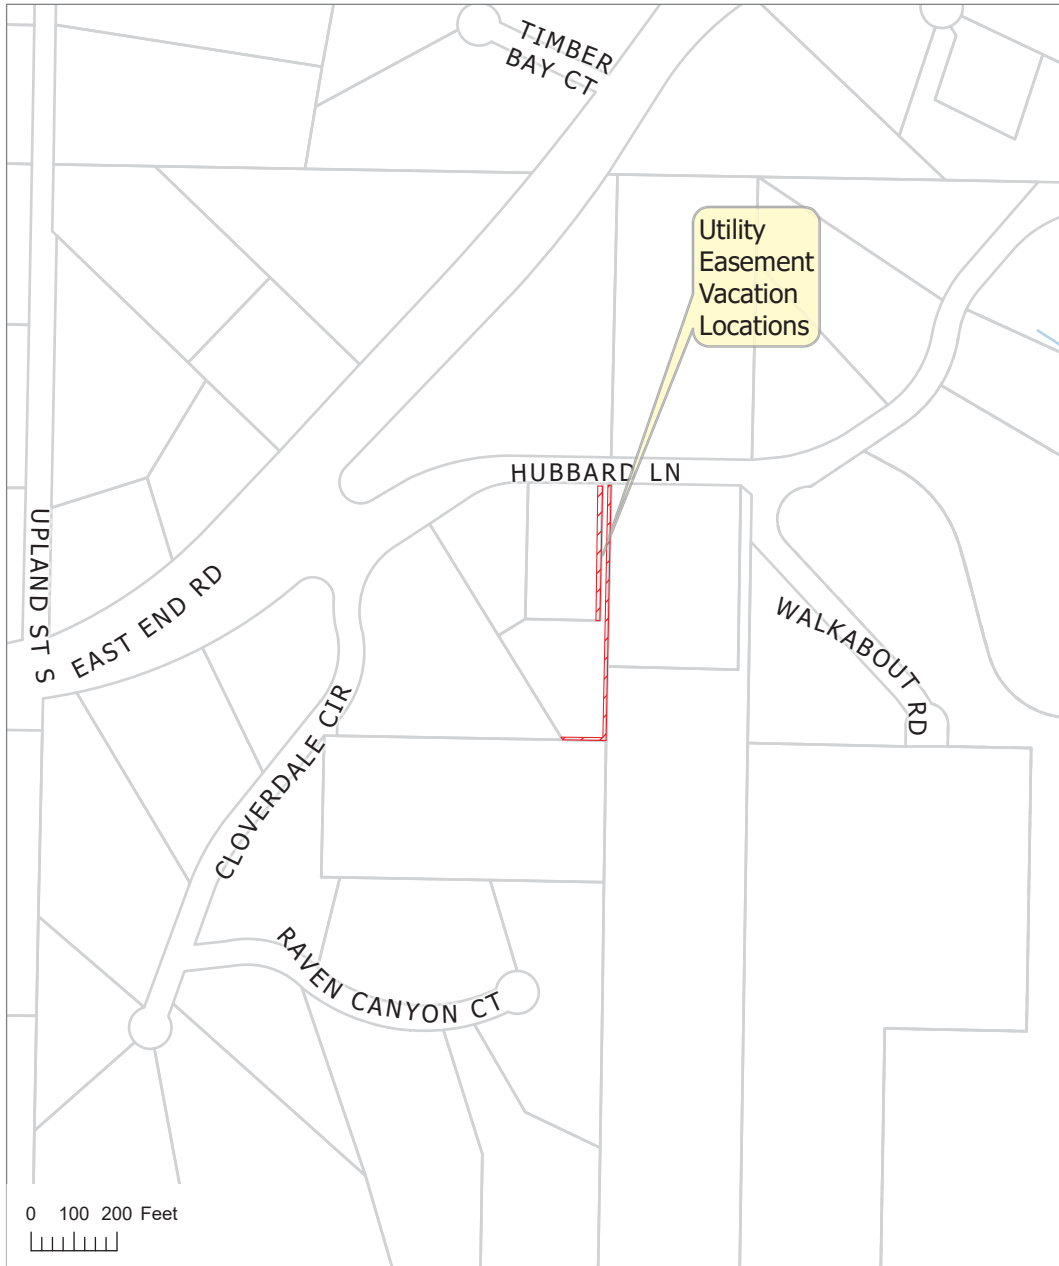 TIMBER
BAY CT
Utility
Easement
Vacation
Locations
HUBBARD LN
UPLAND ST S
EAST END RD
WALKABOUT RD
CLOVERDALE CIR
RAVEN CANYON CT
0 100 200 Feet